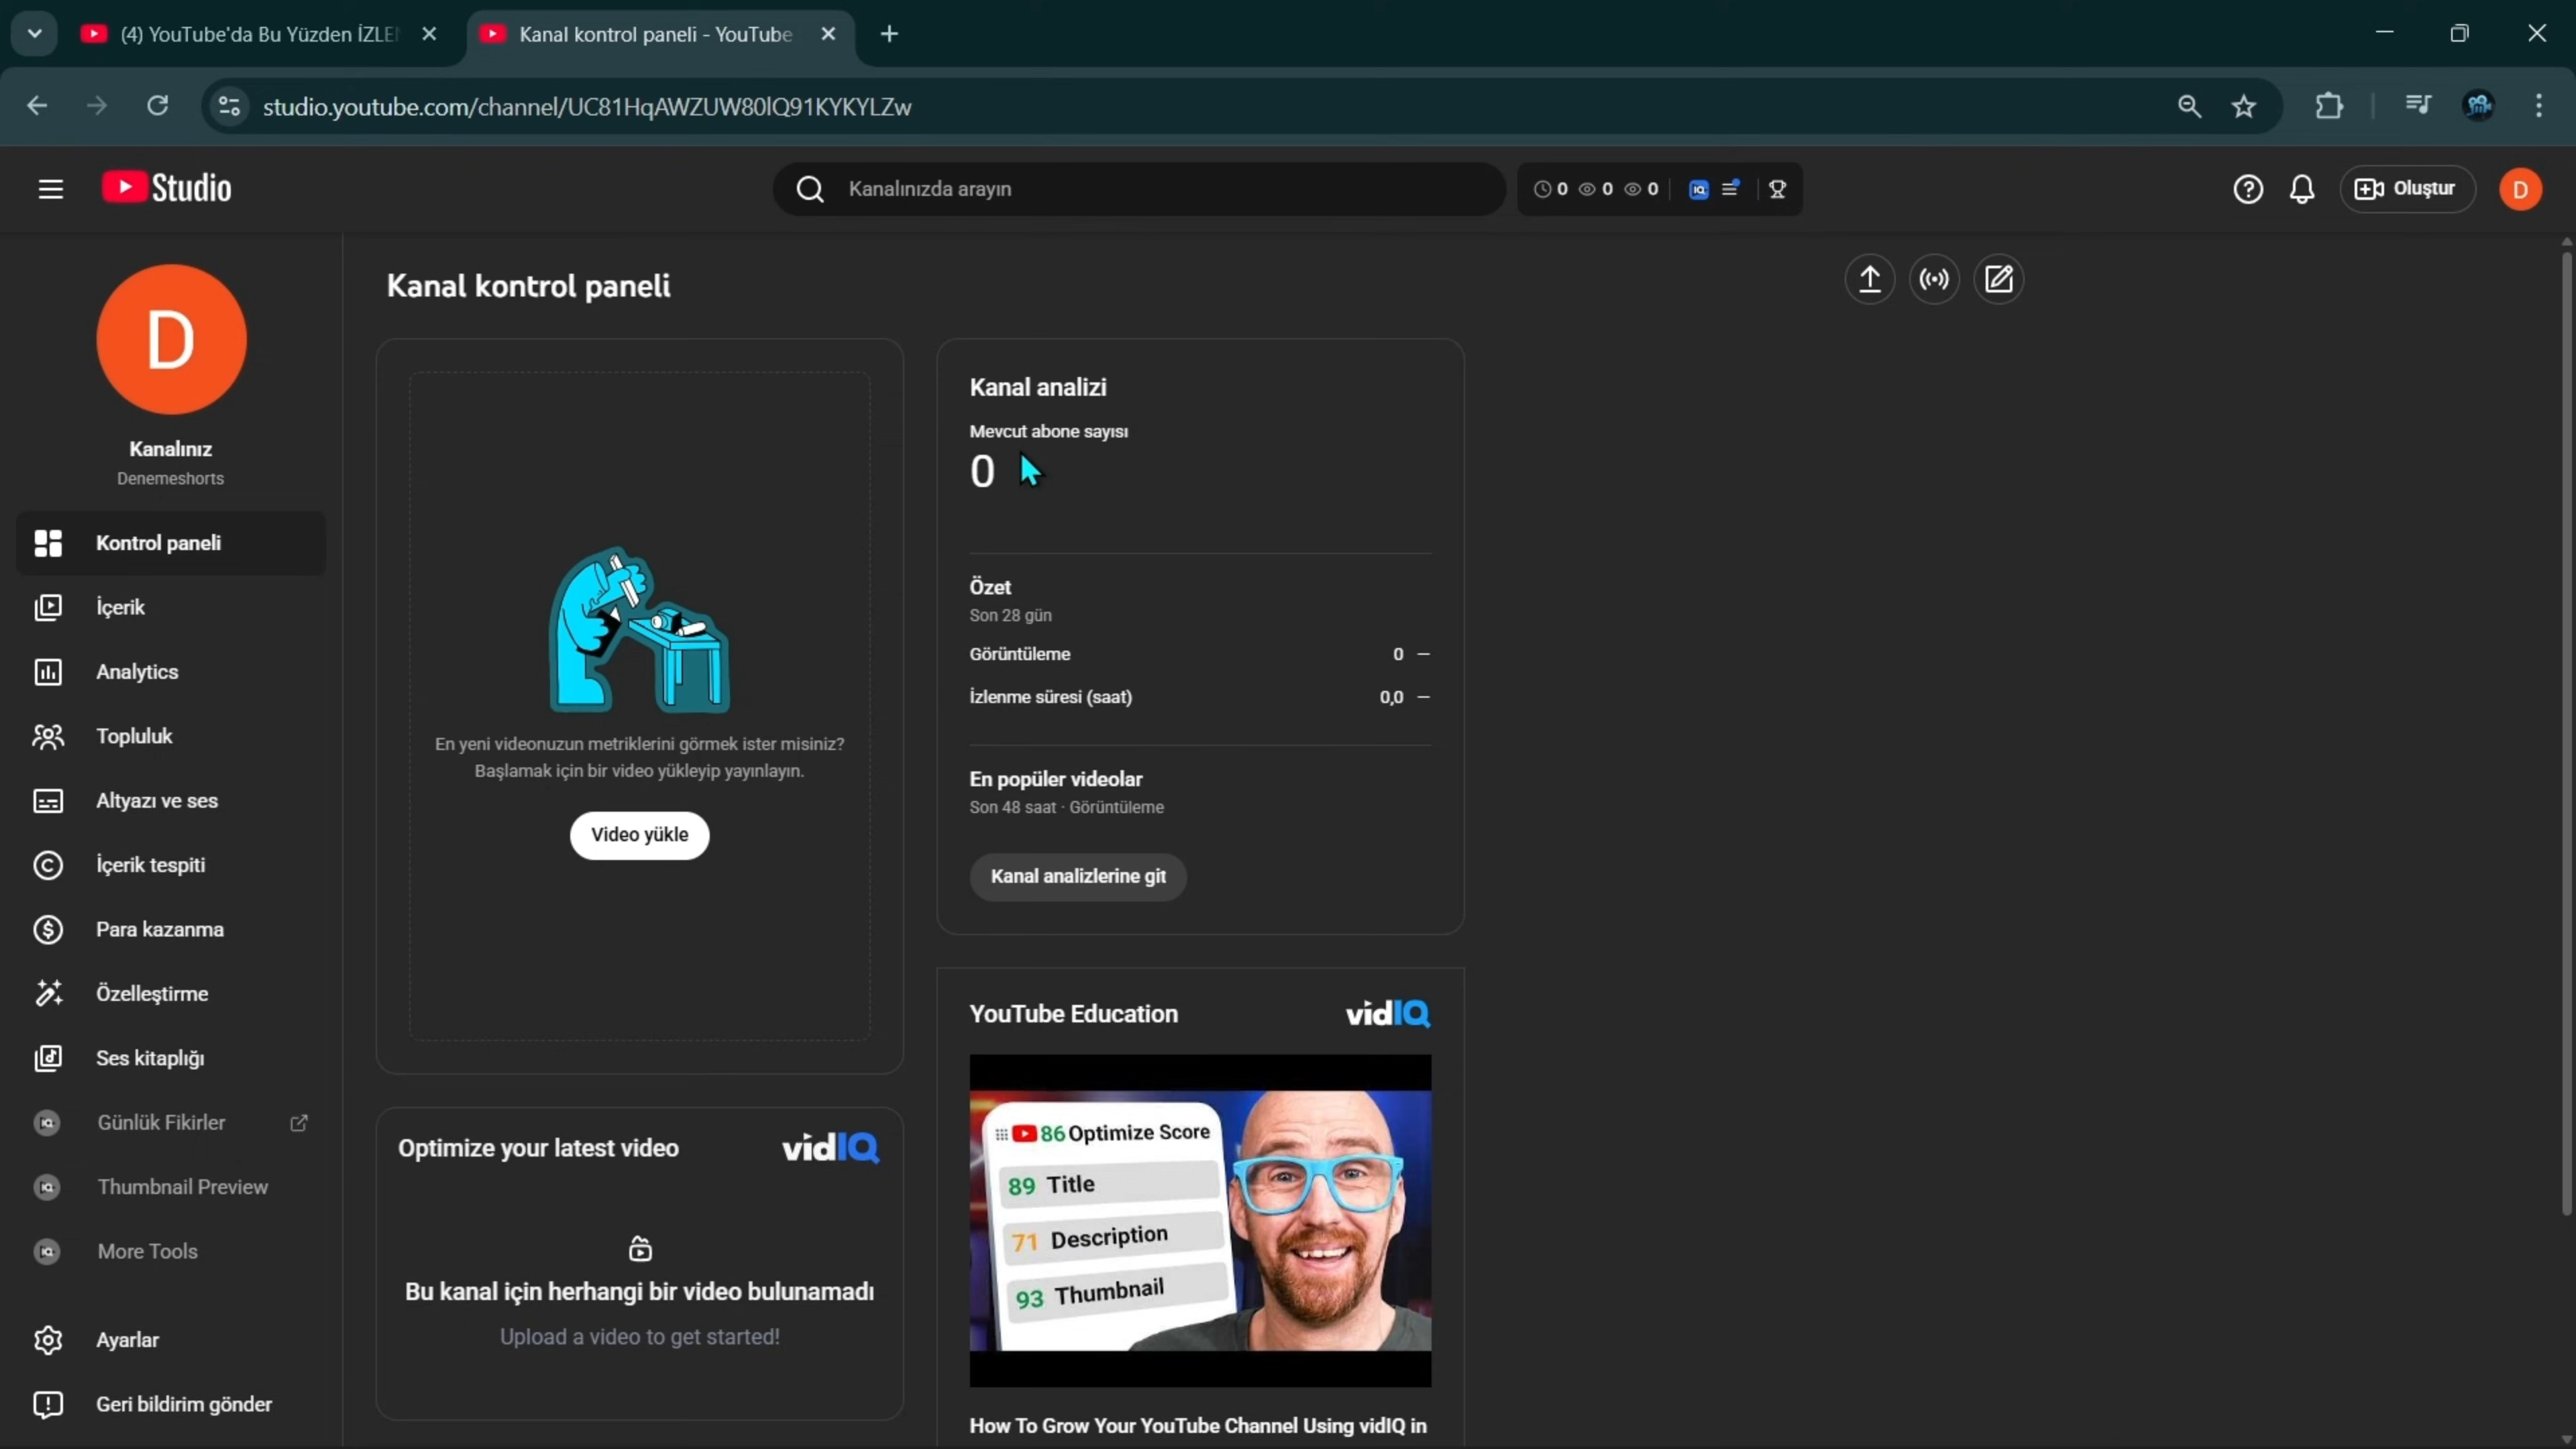 (4) YouTube'da Bu Yüzden İZLE
Kanal kontrol paneli - YouTube
studio.youtube.com/channel/UC81HqAWZUW80lQ91KYKYLZw
Studio
Kanalınızda arayın
0 0 0
IQ
Oluştur
D
D
Kanalınız
Denemeshorts
Kontrol paneli
İçerik
Analytics
Topluluk
Altyazı ve ses
İçerik tespiti
Para kazanma
Özelleştirme
Ses kitaplığı
Günlük Fikirler
Thumbnail Preview
More Tools
Ayarlar
Geri bildirim gönder
Kanal kontrol paneli
En yeni videonuzun metriklerini görmek ister misiniz?
Başlamak için bir video yükleyip yayınlayın.
Video yükle
Optimize your latest video
vidIQ
Bu kanal için herhangi bir video bulunamadı
Upload a video to get started!
Kanal analizi
Mevcut abone sayısı
0
Özet
Son 28 gün
Görüntüleme 0 —
İzlenme süresi (saat) 0,0 —
En popüler videolar
Son 48 saat · Görüntüleme
Kanal analizlerine git
YouTube Education
vidIQ
86 Optimize Score
89 Title
71 Description
93 Thumbnail
How To Grow Your YouTube Channel Using vidIQ in